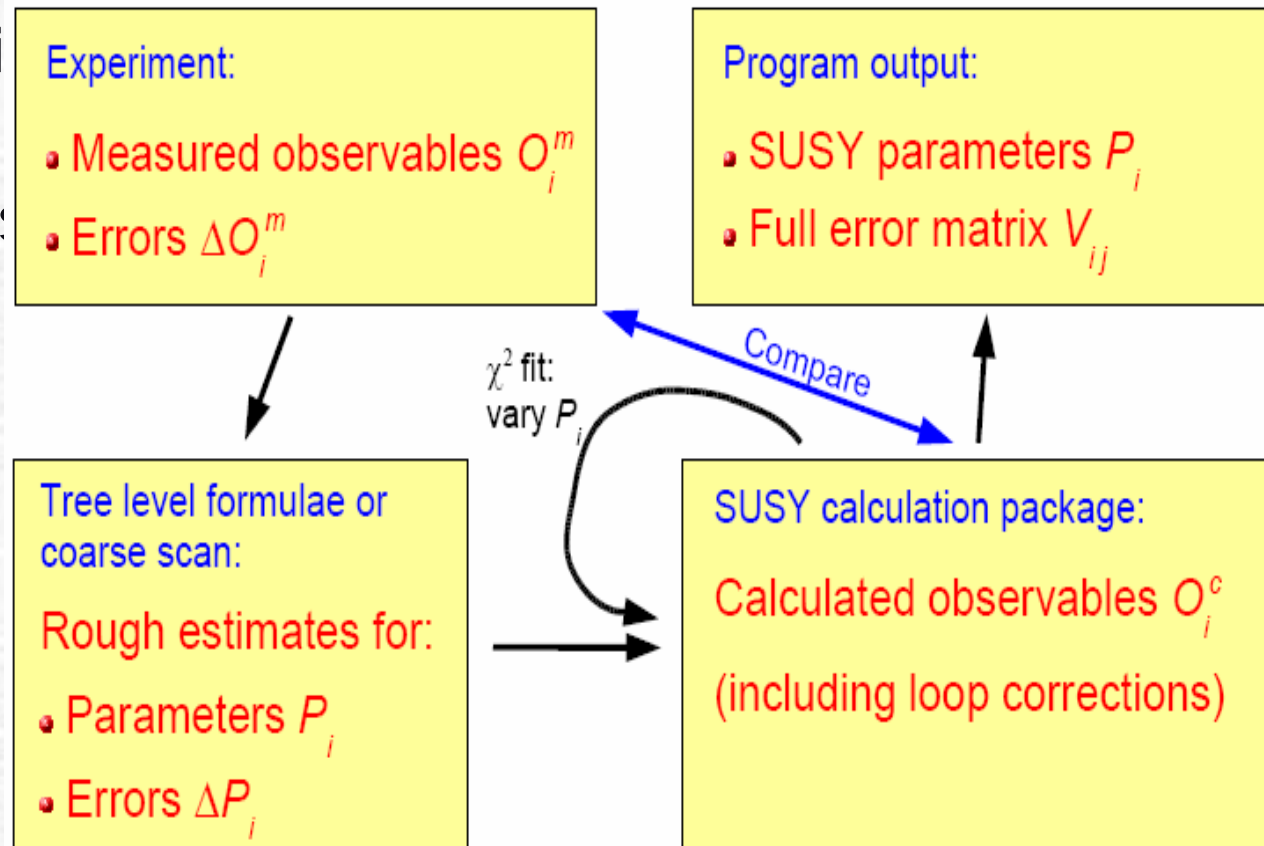 Experiment:
• Measured observables O_i^m
• Errors ΔO_i^m
Program output:
• SUSY parameters P_i
• Full error matrix V_ij
χ² fit:
vary P_i
Compare
Tree level formulae or
coarse scan:
Rough estimates for:
• Parameters P_i
• Errors ΔP_i
SUSY calculation package:
Calculated observables O_i^c
(including loop corrections)